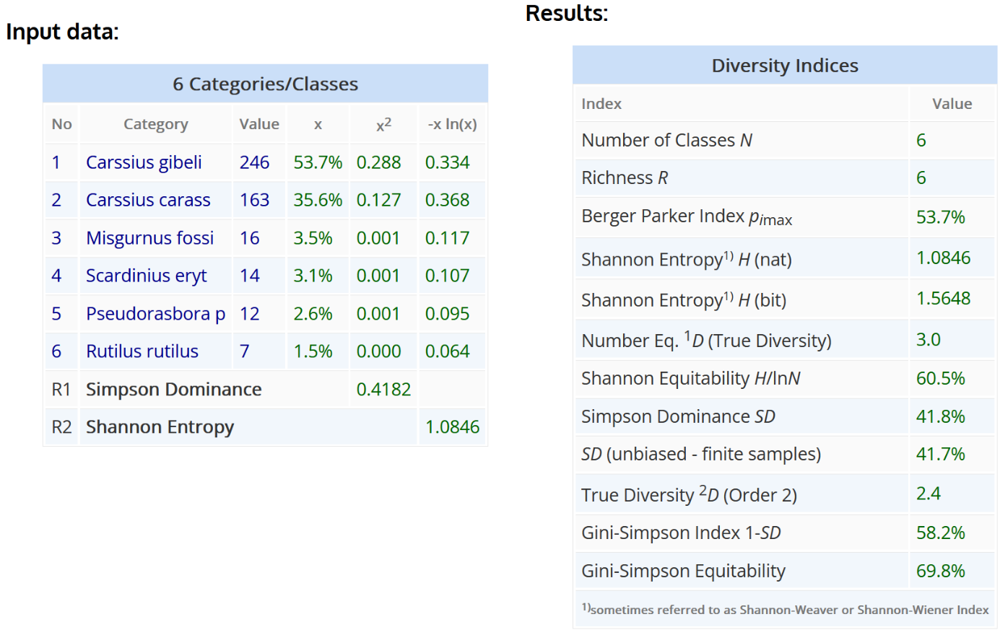 Input data:
6 Categories/Classes
No Category Value x x² -x ln(x)
1 Carssius gibeli 246 53.7% 0.288 0.334
2 Carssius carass 163 35.6% 0.127 0.368
3 Misgurnus fossi 16 3.5% 0.001 0.117
4 Scardinius eryt 14 3.1% 0.001 0.107
5 Pseudorasbora p 12 2.6% 0.001 0.095
6 Rutilus rutilus 7 1.5% 0.000 0.064
R1 Simpson Dominance 0.4182
R2 Shannon Entropy 1.0846
Results:
Diversity Indices
Index Value
Number of Classes N 6
Richness R 6
Berger Parker Index pimax 53.7%
Shannon Entropy¹⁾ H (nat) 1.0846
Shannon Entropy¹⁾ H (bit) 1.5648
Number Eq. ¹D (True Diversity) 3.0
Shannon Equitability H/lnN 60.5%
Simpson Dominance SD 41.8%
SD (unbiased - finite samples) 41.7%
True Diversity ²D (Order 2) 2.4
Gini-Simpson Index 1-SD 58.2%
Gini-Simpson Equitability 69.8%
¹⁾sometimes referred to as Shannon-Weaver or Shannon-Wiener Index